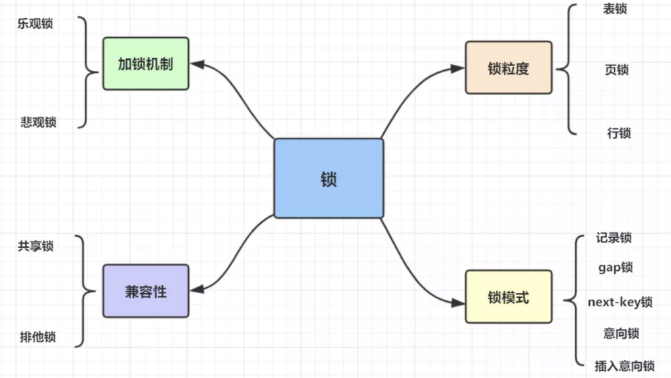 乐观锁
加锁机制
悲观锁
表锁
锁粒度
页锁
行锁
锁
共享锁
兼容性
排他锁
记录锁
gap锁
锁模式
next-key锁
意向锁
插入意向锁